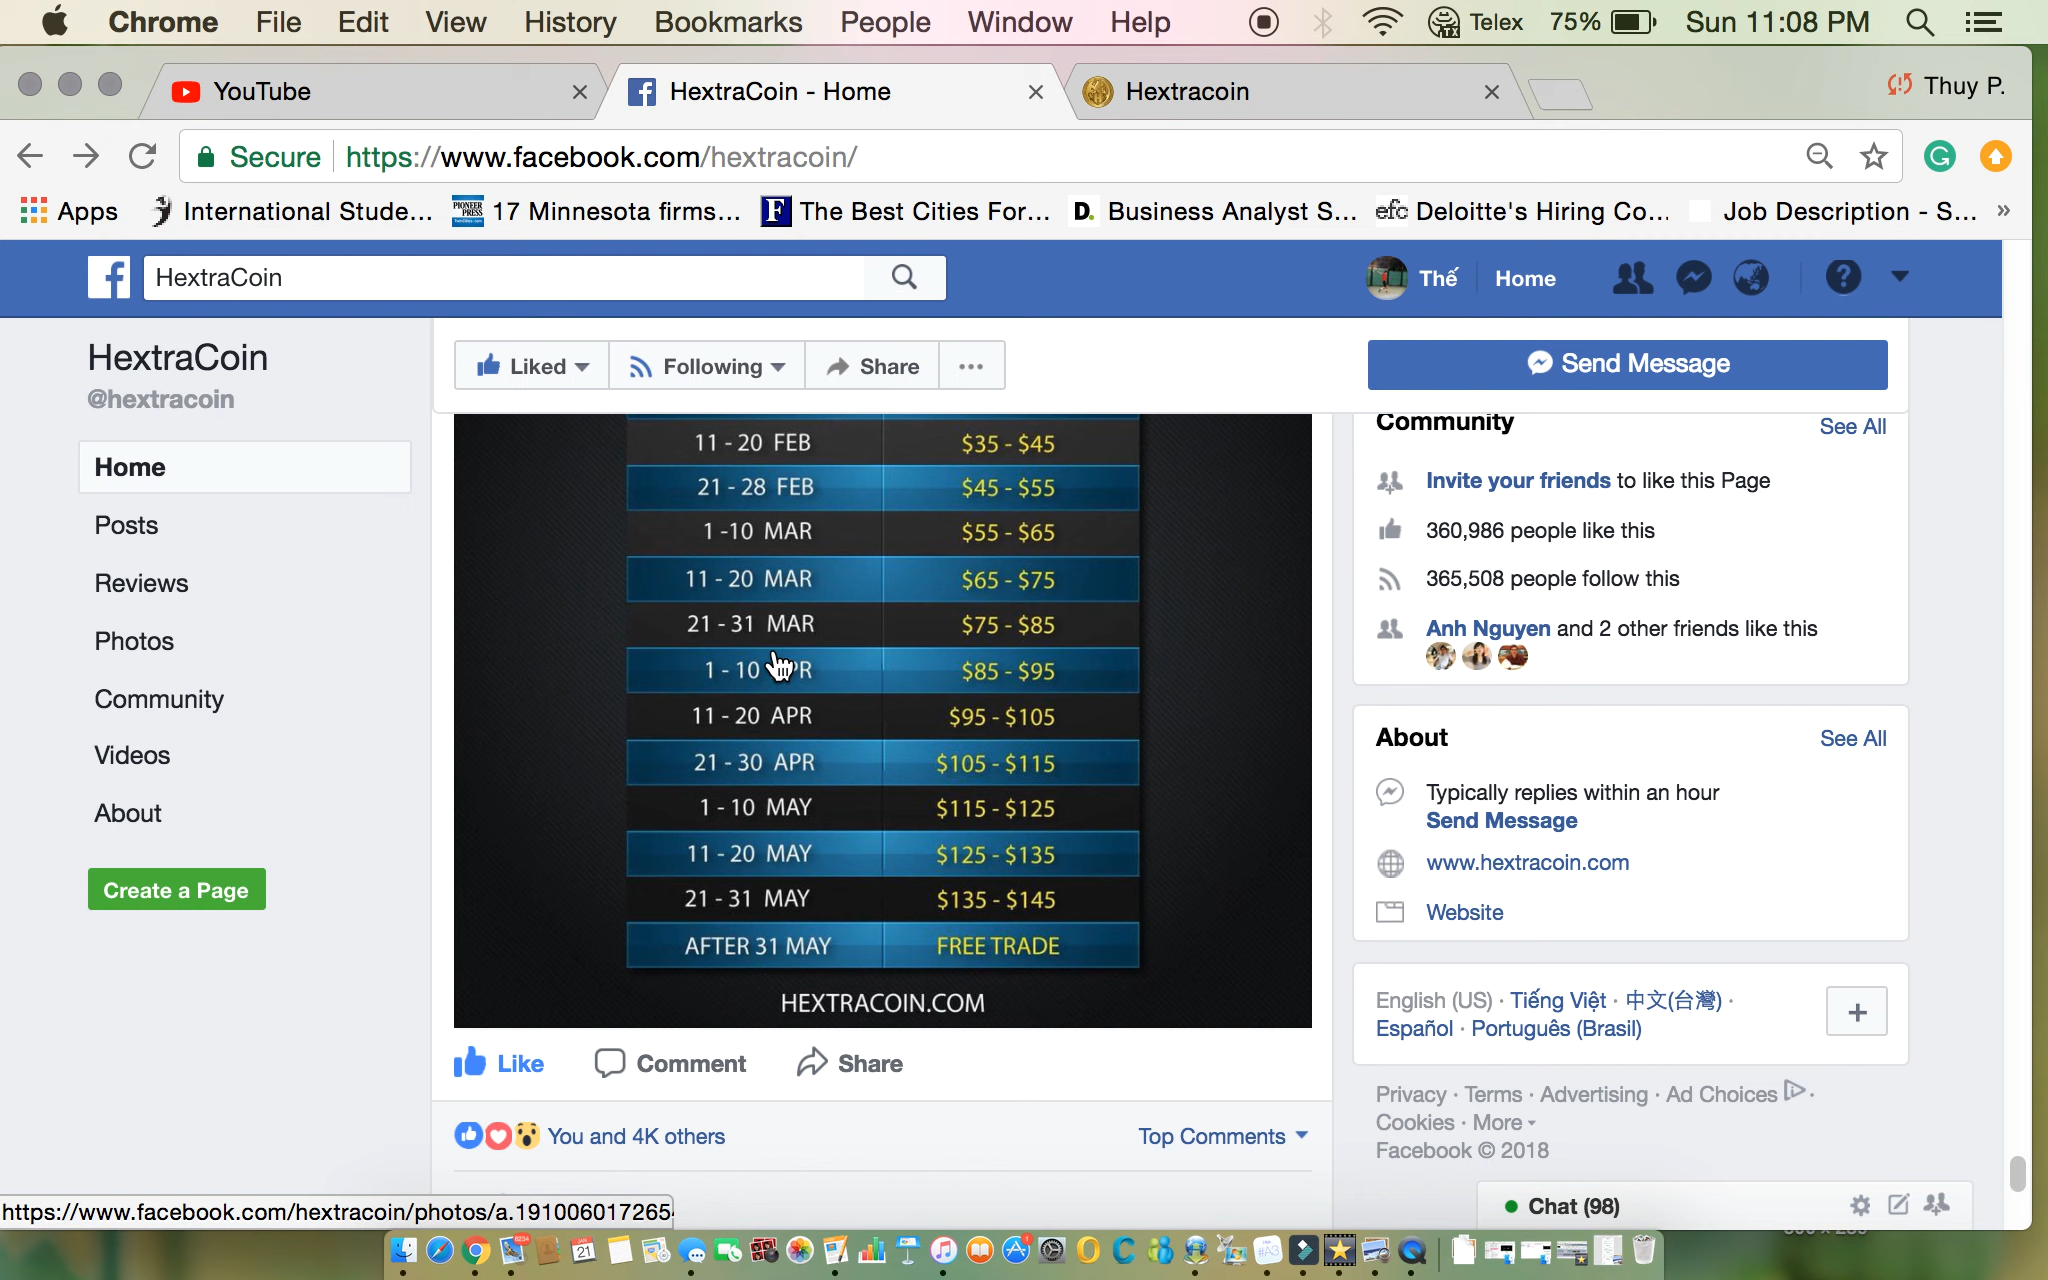 Chrome File Edit View History Bookmarks People Window Help Telex 75% Sun 11:08 PM
YouTube HextraCoin - Home Hextracoin Thuy P.
Secure https://www.facebook.com/hextracoin/
Apps International Stude... 17 Minnesota firms... The Best Cities For... Business Analyst S... Deloitte's Hiring Co... Job Description - S... »
HextraCoin Thế Home
HextraCoin
@hextracoin
Liked Following Share ... Send Message
Home
Posts
Reviews
Photos
Community
Videos
About
Create a Page
11 - 20 FEB $35 - $45
21 - 28 FEB $45 - $55
1 -10 MAR $55 - $65
11 - 20 MAR $65 - $75
21 - 31 MAR $75 - $85
1 - 10 $85 - $95
11 - 20 APR $95 - $105
21 - 30 APR $105 - $115
1 - 10 MAY $115 - $125
11 - 20 MAY $125 - $135
21 - 31 MAY $135 - $145
AFTER 31 MAY FREE TRADE
HEXTRACOIN.COM
Like Comment Share
You and 4K others Top Comments
Community See All
Invite your friends to like this Page
360,986 people like this
365,508 people follow this
Anh Nguyen and 2 other friends like this
About See All
Typically replies within an hour
Send Message
www.hextracoin.com
Website
English (US) · Tiếng Việt · 中文(台灣) ·
Español · Português (Brasil)
Privacy · Terms · Advertising · Ad Choices ·
Cookies · More
Facebook © 2018
Chat (98)
https://www.facebook.com/hextracoin/photos/a.191006017265